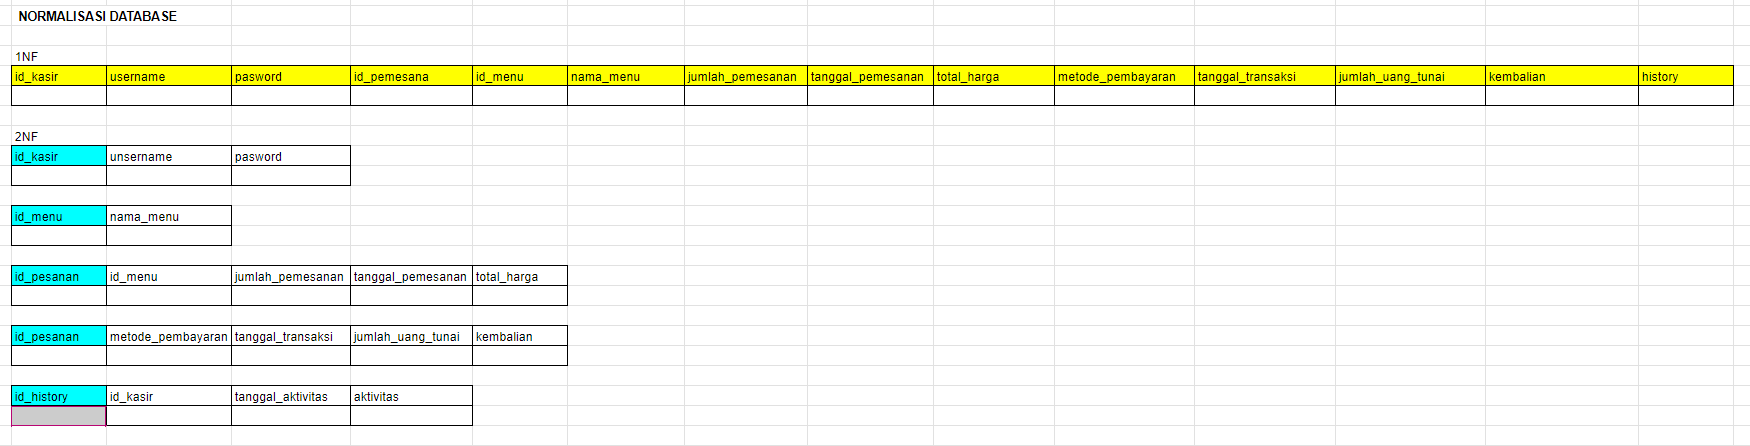 NORMALISASI DATABASE
1NF
id_kasir username pasword id_pemesana id_menu nama_menu jumlah_pemesanan tanggal_pemesanan total_harga metode_pembayaran tanggal_transaksi jumlah_uang_tunai kembalian history
2NF
id_kasir unsername pasword
id_menu nama_menu
id_pesanan id_menu jumlah_pemesanan tanggal_pemesanan total_harga
id_pesanan metode_pembayaran tanggal_transaksi jumlah_uang_tunai kembalian
id_history id_kasir tanggal_aktivitas aktivitas